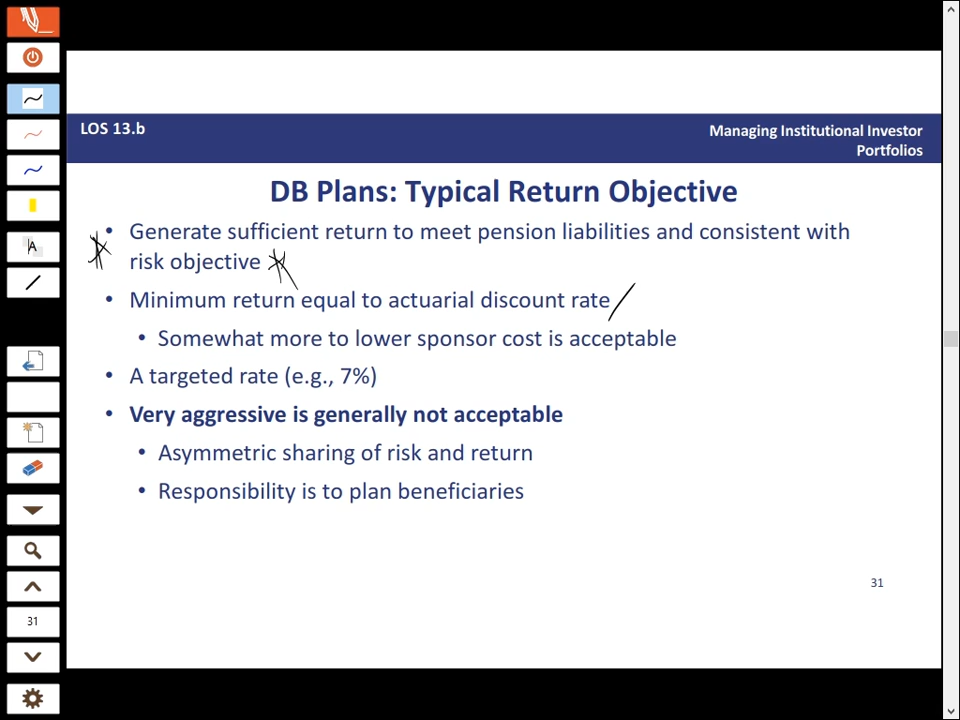 LOS 13.b
Managing Institutional Investor
Portfolios
DB Plans: Typical Return Objective
• Generate sufficient return to meet pension liabilities and consistent with
risk objective
• Minimum return equal to actuarial discount rate
• Somewhat more to lower sponsor cost is acceptable
• A targeted rate (e.g., 7%)
• Very aggressive is generally not acceptable
• Asymmetric sharing of risk and return
• Responsibility is to plan beneficiaries
31
A
31